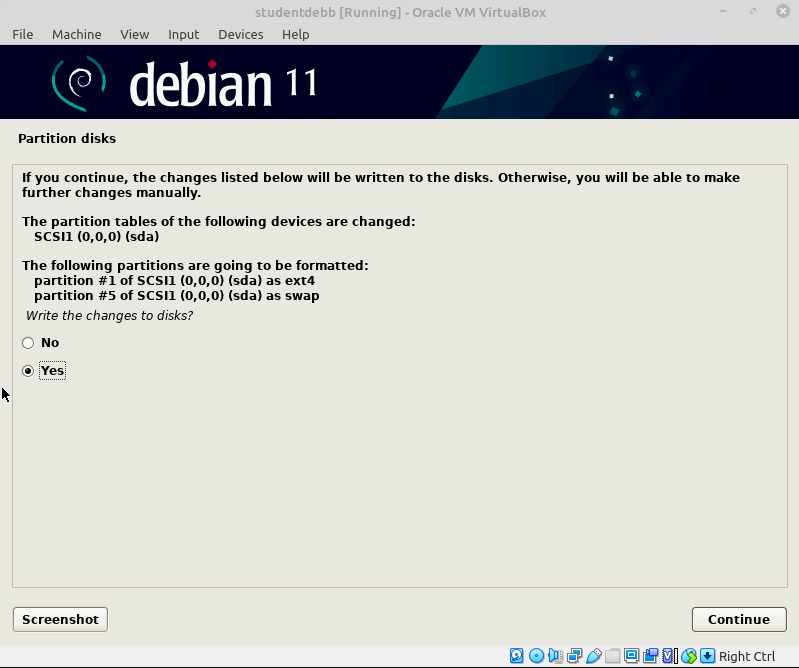 studentdebb [Running] - Oracle VM VirtualBox
File Machine View Input Devices Help
debian 11
Partition disks
If you continue, the changes listed below will be written to the disks. Otherwise, you will be able to make
further changes manually.
The partition tables of the following devices are changed:
SCSI1 (0,0,0) (sda)
The following partitions are going to be formatted:
partition #1 of SCSI1 (0,0,0) (sda) as ext4
partition #5 of SCSI1 (0,0,0) (sda) as swap
Write the changes to disks?
No
Yes
Screenshot Continue
Right Ctrl